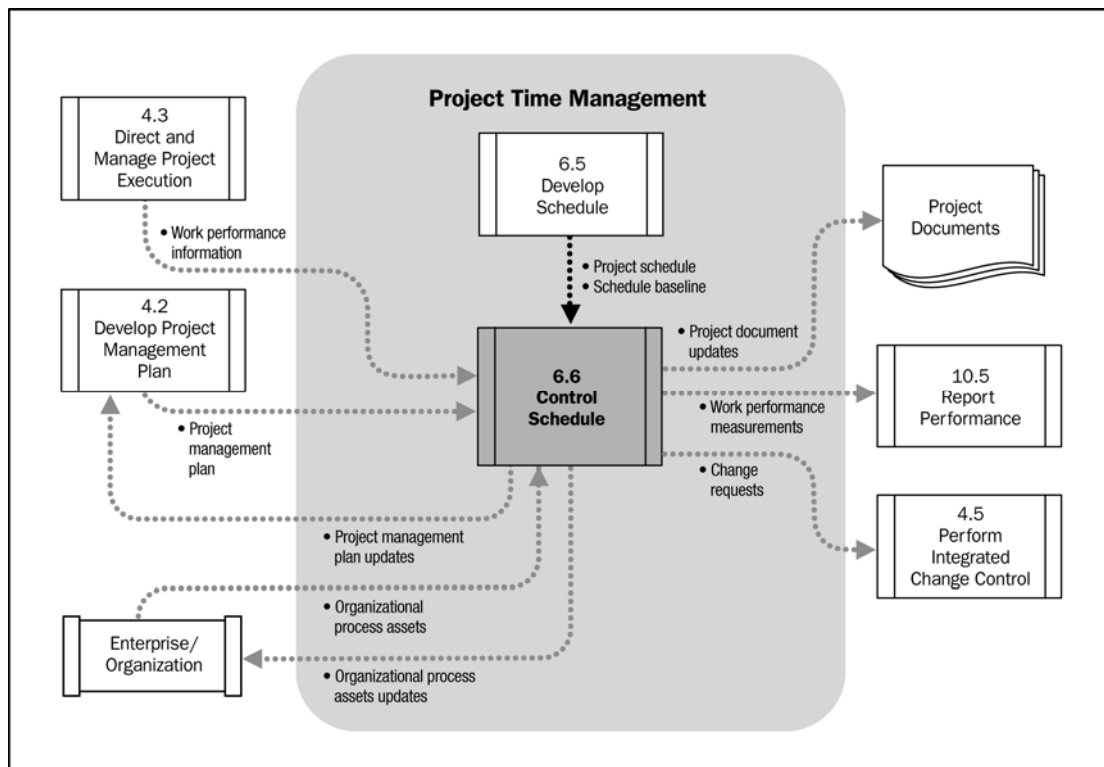 Project Time Management
4.3
Direct and
Manage Project
Execution
6.5
Develop
Schedule
Project
Documents
• Work performance
information
• Project schedule
• Schedule baseline
4.2
Develop Project
Management
Plan
• Project document
updates
6.6
Control
Schedule
10.5
Report
Performance
• Work performance
measurements
• Project
management
plan
• Change
requests
4.5
Perform
Integrated
Change Control
• Project management
plan updates
• Organizational
process assets
Enterprise/
Organization
• Organizational process
assets updates